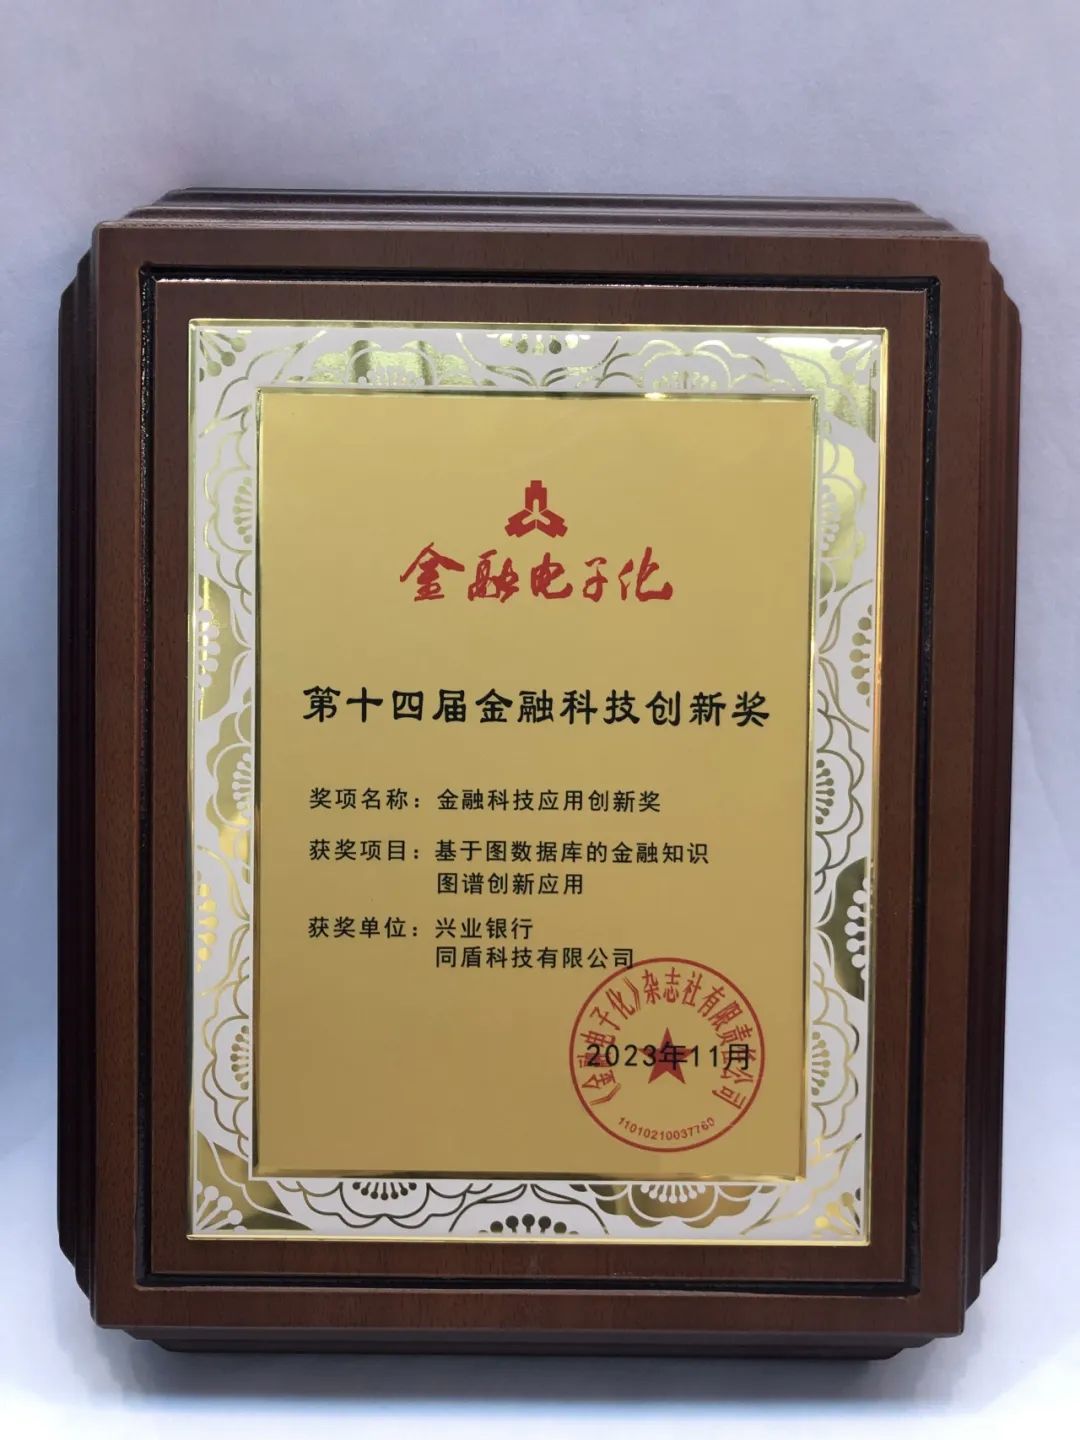 金融电子化
第十四届金融科技创新奖
奖项名称：金融科技应用创新奖
获奖项目：基于图数据库的金融知识
图谱创新应用
获奖单位：兴业银行
同盾科技有限公司
《金融电子化》杂志社有限责任公司
2023年11月
11010210037760